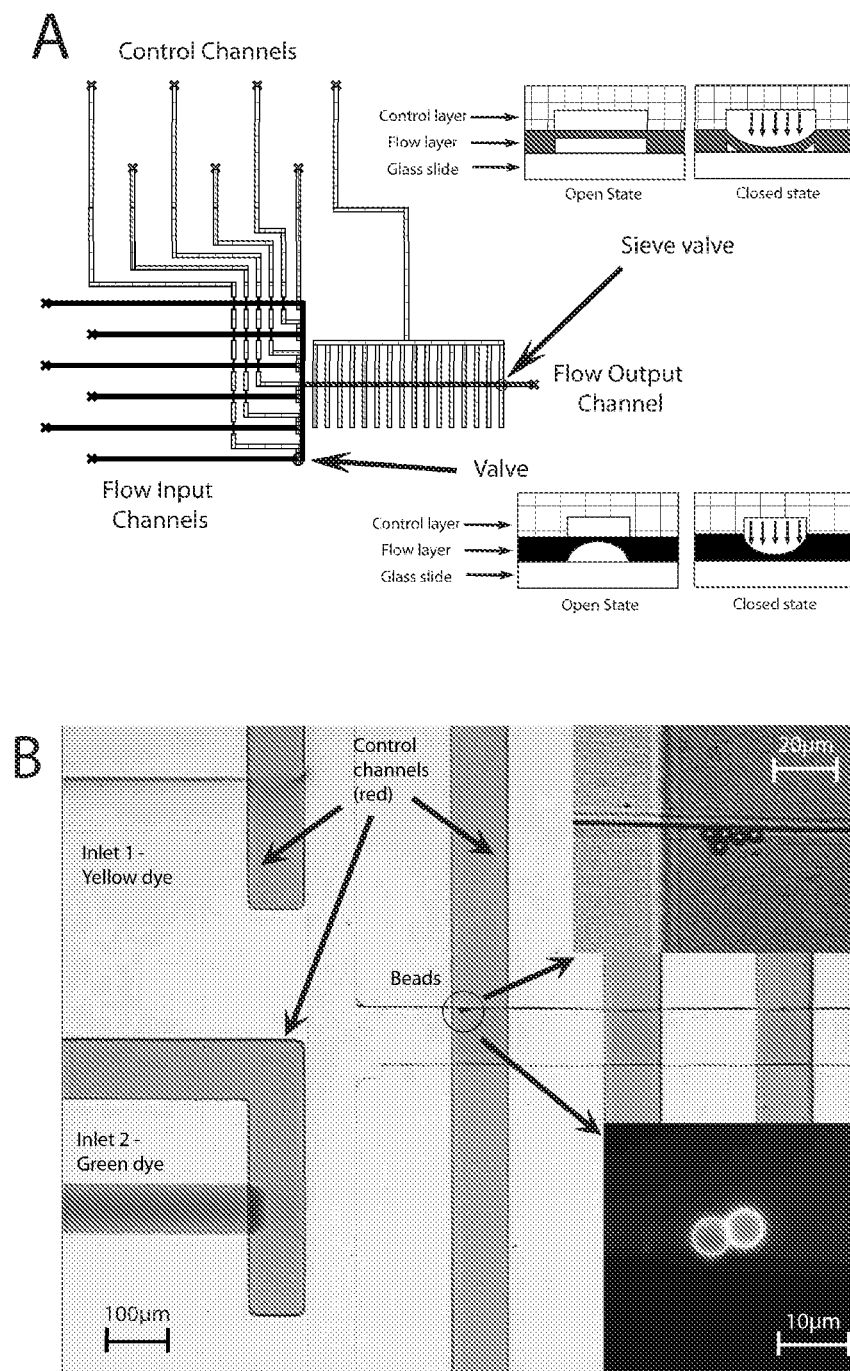 A
Control Channels
Control layer
Flow layer
Glass slide
Open State
Closed state
Sieve valve
Flow Output
Channel
Valve
Flow Input
Channels
Control layer
Flow layer
Glass slide
Open State
Closed state
B
Control
channels
(red)
20µm
Inlet 1 -
Yellow dye
Beads
Inlet 2 -
Green dye
100µm
10µm